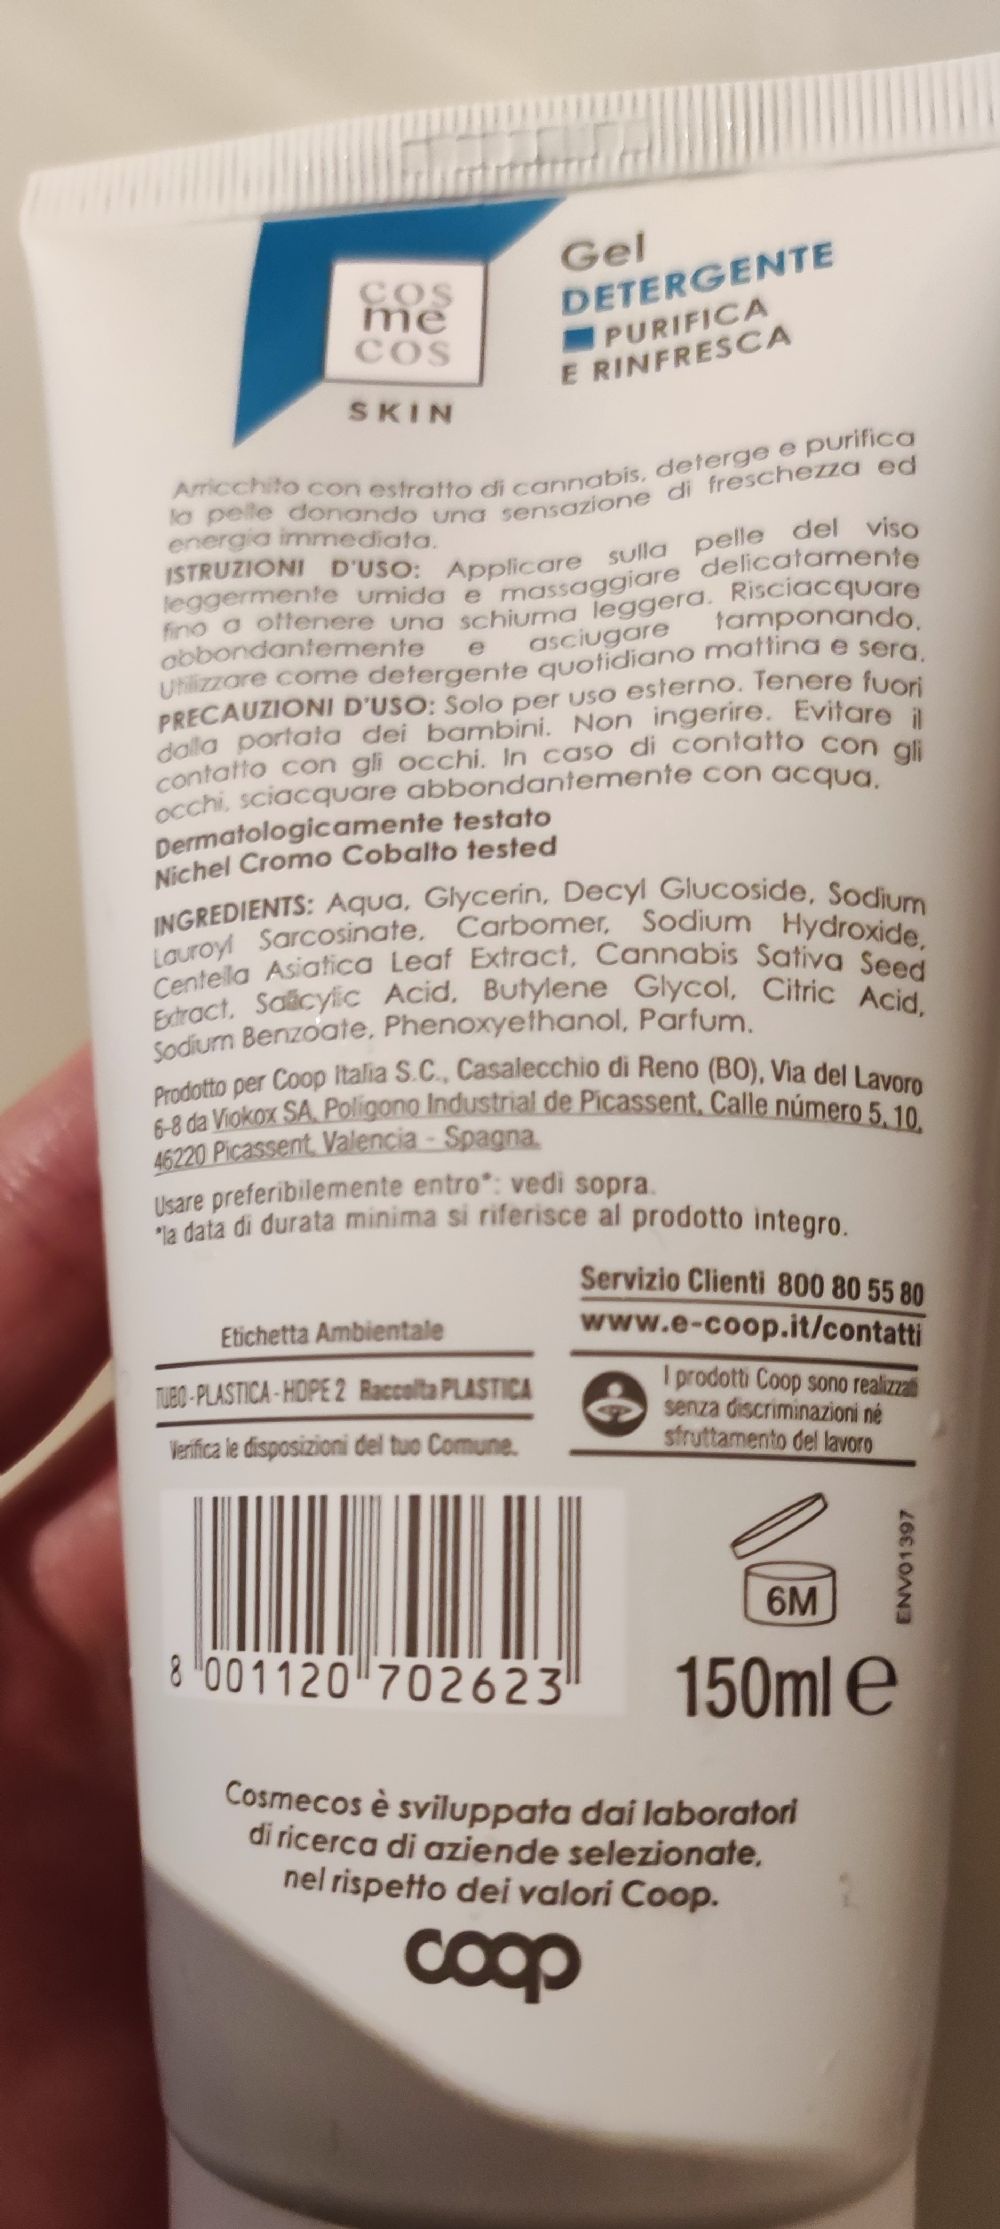 cos
me
cos
SKIN
Gel
DETERGENTE
PURIFICA
E RINFRESCA
Arricchito con estratto di cannabis, deterge e purifica
la pelle donando una sensazione di freschezza ed
energia immediata.
ISTRUZIONI D'USO: Applicare sulla pelle del viso
leggermente umida e massaggiare delicatamente
fino a ottenere una schiuma leggera. Risciacquare
abbondantemente e asciugare tamponando.
Utilizzare come detergente quotidiano mattina e sera.
PRECAUZIONI D'USO: Solo per uso esterno. Tenere fuori
dalla portata dei bambini. Non ingerire. Evitare il
contatto con gli occhi. In caso di contatto con gli
occhi, sciacquare abbondantemente con acqua.
Dermatologicamente testato
Nichel Cromo Cobalto tested
INGREDIENTS: Aqua, Glycerin, Decyl Glucoside, Sodium
Lauroyl Sarcosinate, Carbomer, Sodium Hydroxide,
Centella Asiatica Leaf Extract, Cannabis Sativa Seed
Extract, Salicylic Acid, Butylene Glycol, Citric Acid,
Sodium Benzoate, Phenoxyethanol, Parfum.
Prodotto per Coop Italia S.C., Casalecchio di Reno (BO), Via del Lavoro
6-8 da Viokox SA, Polígono Industrial de Picassent, Calle número 5, 10,
46220 Picassent, Valencia - Spagna.
Usare preferibilemente entro*: vedi sopra.
*la data di durata minima si riferisce al prodotto integro.
Servizio Clienti 800 80 55 80
www.e-coop.it/contatti
Etichetta Ambientale
TUBO - PLASTICA - HDPE 2 Raccolta PLASTICA
Verifica le disposizioni del tuo Comune.
I prodotti Coop sono realizzati
senza discriminazioni né
sfruttamento del lavoro
8 001120 702623
6M
ENV01397
150ml e
Cosmecos è sviluppata dai laboratori
di ricerca di aziende selezionate,
nel rispetto dei valori Coop.
coop